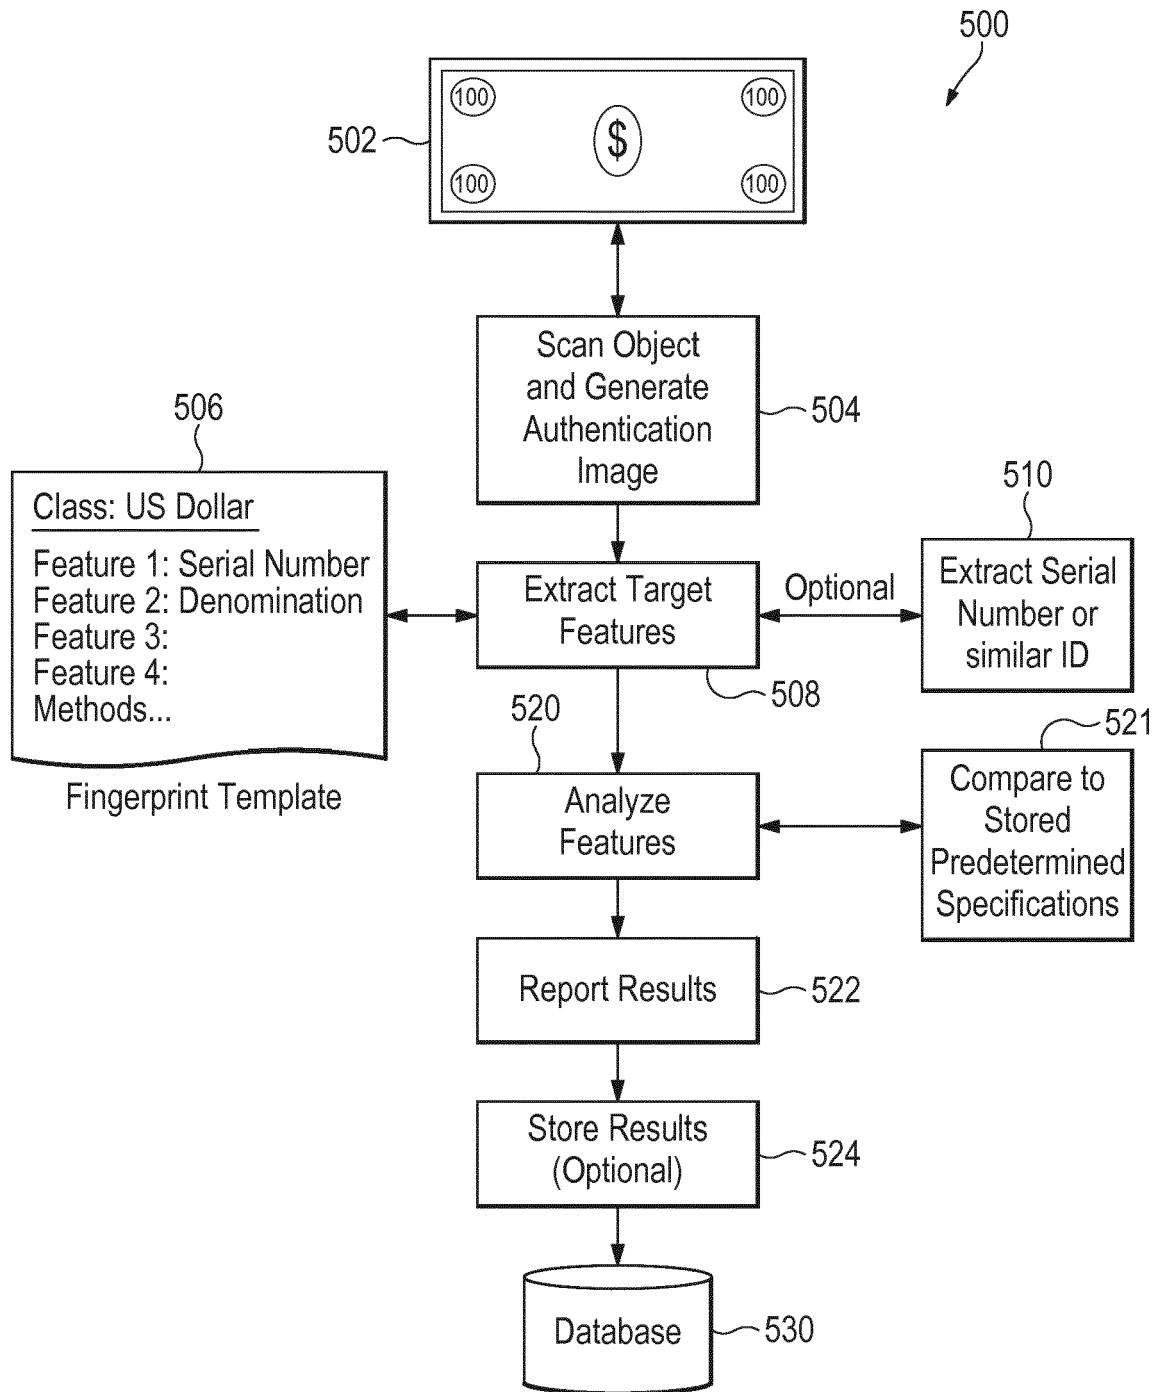 500
502
100
100
$
100
100
Scan Object
and Generate
Authentication
Image
504
506
Class: US Dollar
Feature 1: Serial Number
Feature 2: Denomination
Feature 3:
Feature 4:
Methods...
Fingerprint Template
Extract Target
Features
508
Optional
510
Extract Serial
Number or
similar ID
520
Analyze
Features
521
Compare to
Stored
Predetermined
Specifications
Report Results
522
Store Results
(Optional)
524
Database
530